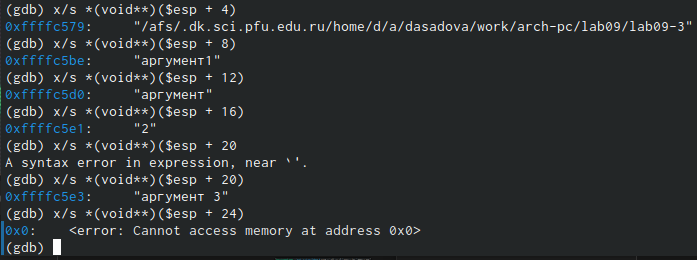 (gdb) x/s *(void**)($esp + 4)
0xffffc579:     "/afs/.dk.sci.pfu.edu.ru/home/d/a/dasadova/work/arch-pc/lab09/lab09-3"
(gdb) x/s *(void**)($esp + 8)
0xffffc5be:     "аргумент1"
(gdb) x/s *(void**)($esp + 12)
0xffffc5d0:     "аргумент"
(gdb) x/s *(void**)($esp + 16)
0xffffc5e1:     "2"
(gdb) x/s *(void**)($esp + 20
A syntax error in expression, near `'.
(gdb) x/s *(void**)($esp + 20)
0xffffc5e3:     "аргумент 3"
(gdb) x/s *(void**)($esp + 24)
0x0:    <error: Cannot access memory at address 0x0>
(gdb)